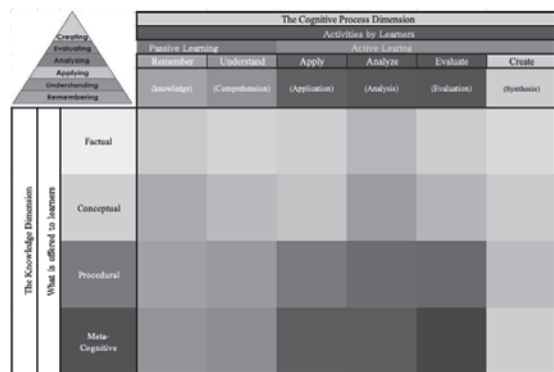 Creating
Evaluating
Analysing
Applying
Understanding
Remembering
The Cognitive Process Dimension
Activities by Learners
Passive Learning
Active Learing
Remember
Understand
Apply
Analyze
Evaluate
Create
(knowledge)
(Comprehension)
(Application)
(Analysis)
(Evaluation)
(Synthesis)
The Knowledge Dimension
What is offered to learners
Factual
Conceptual
Procedural
Meta-
Cognitive